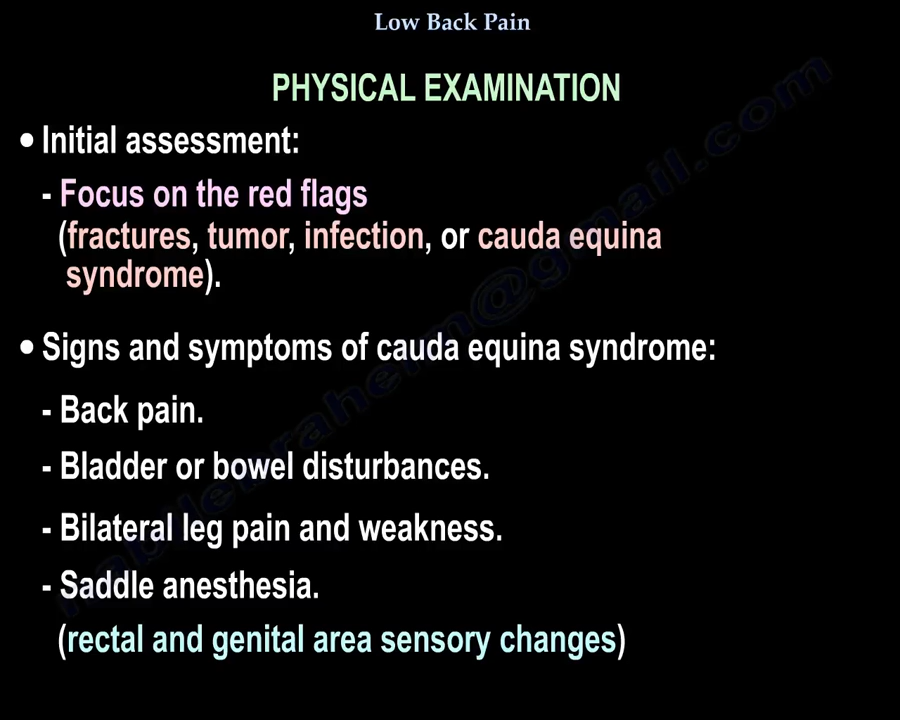 Low Back Pain
PHYSICAL EXAMINATION
• Initial assessment:
- Focus on the red flags
(fractures, tumor, infection, or cauda equina
syndrome).
• Signs and symptoms of cauda equina syndrome:
- Back pain.
- Bladder or bowel disturbances.
- Bilateral leg pain and weakness.
- Saddle anesthesia.
(rectal and genital area sensory changes)